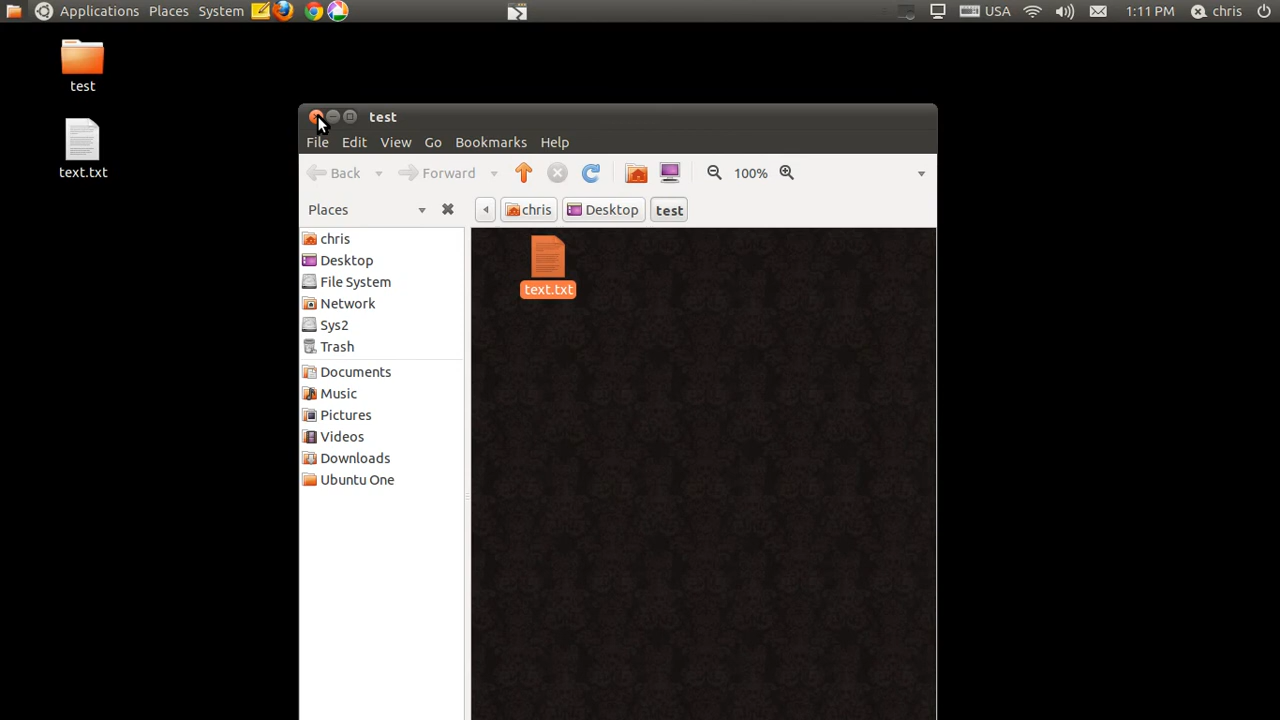 Applications Places System USA 1:11 PM chris
test
text.txt
test
File Edit View Go Bookmarks Help
Back Forward 100%
Places chris Desktop test
chris
Desktop
File System
Network
Sys2
Trash
Documents
Music
Pictures
Videos
Downloads
Ubuntu One
text.txt